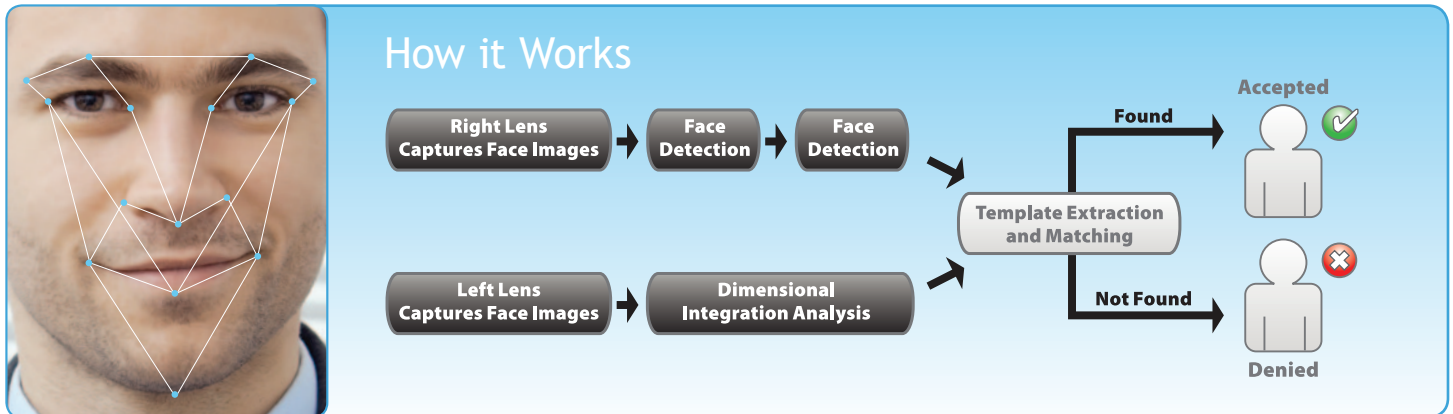 How it Works
Right Lens
Captures Face Images
Face
Detection
Face
Detection
Left Lens
Captures Face Images
Dimensional
Integration Analysis
Template Extraction
and Matching
Found
Accepted
Not Found
Denied